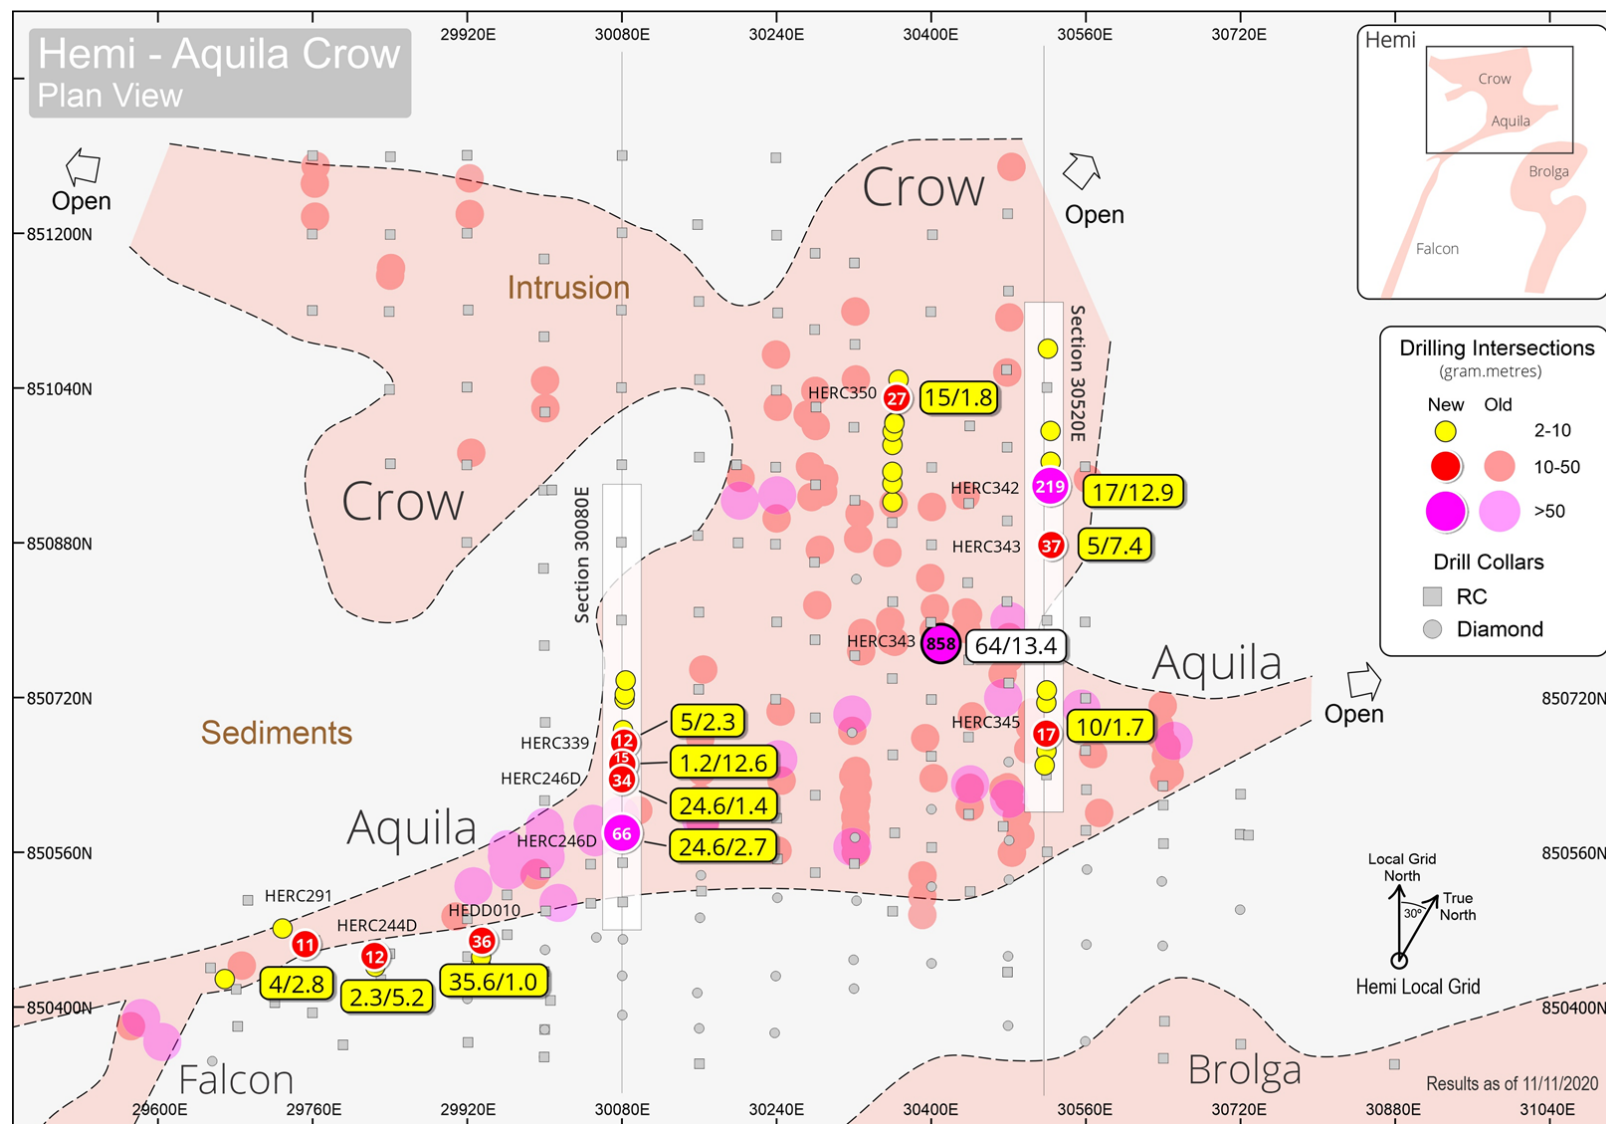 29920E
30080E
30240E
30400E
30560E
30720E
Hemi - Aquila Crow
Plan View
Hemi
Crow
Aquila
Brolga
Falcon
Open
Crow
Open
851200N
Intrusion
Section 30520E
Drilling Intersections
(gram.metres)
New
Old
2-10
10-50
>50
Drill Collars
RC
Diamond
851040N
HERC350
27
15/1.8
Crow
HERC342
219
17/12.9
Section 30080E
850880N
HERC343
37
5/7.4
HERC343
858
64/13.4
Aquila
Open
850720N
850720N
Sediments
5/2.3
HERC345
17
10/1.7
HERC339
12
15
1.2/12.6
HERC246D
34
24.6/1.4
Aquila
HERC246D
66
24.6/2.7
850560N
850560N
HERC291
HEDD010
HERC244D
11
12
36
4/2.8
2.3/5.2
35.6/1.0
Local Grid
North
True
North
30°
Hemi Local Grid
850400N
850400N
Falcon
Brolga
Results as of 11/11/2020
29600E
29760E
29920E
30080E
30240E
30400E
30560E
30720E
30880E
31040E